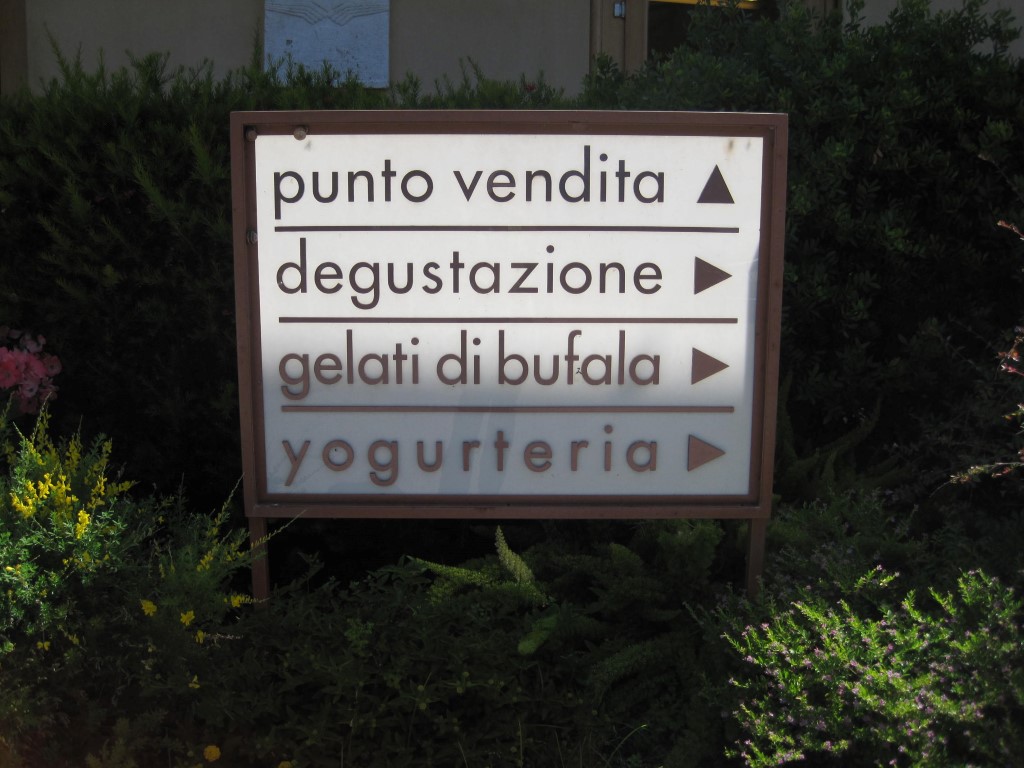 punto vendita ▲
degustazione ▶
gelati di bufala ▶
yogurteria ▶